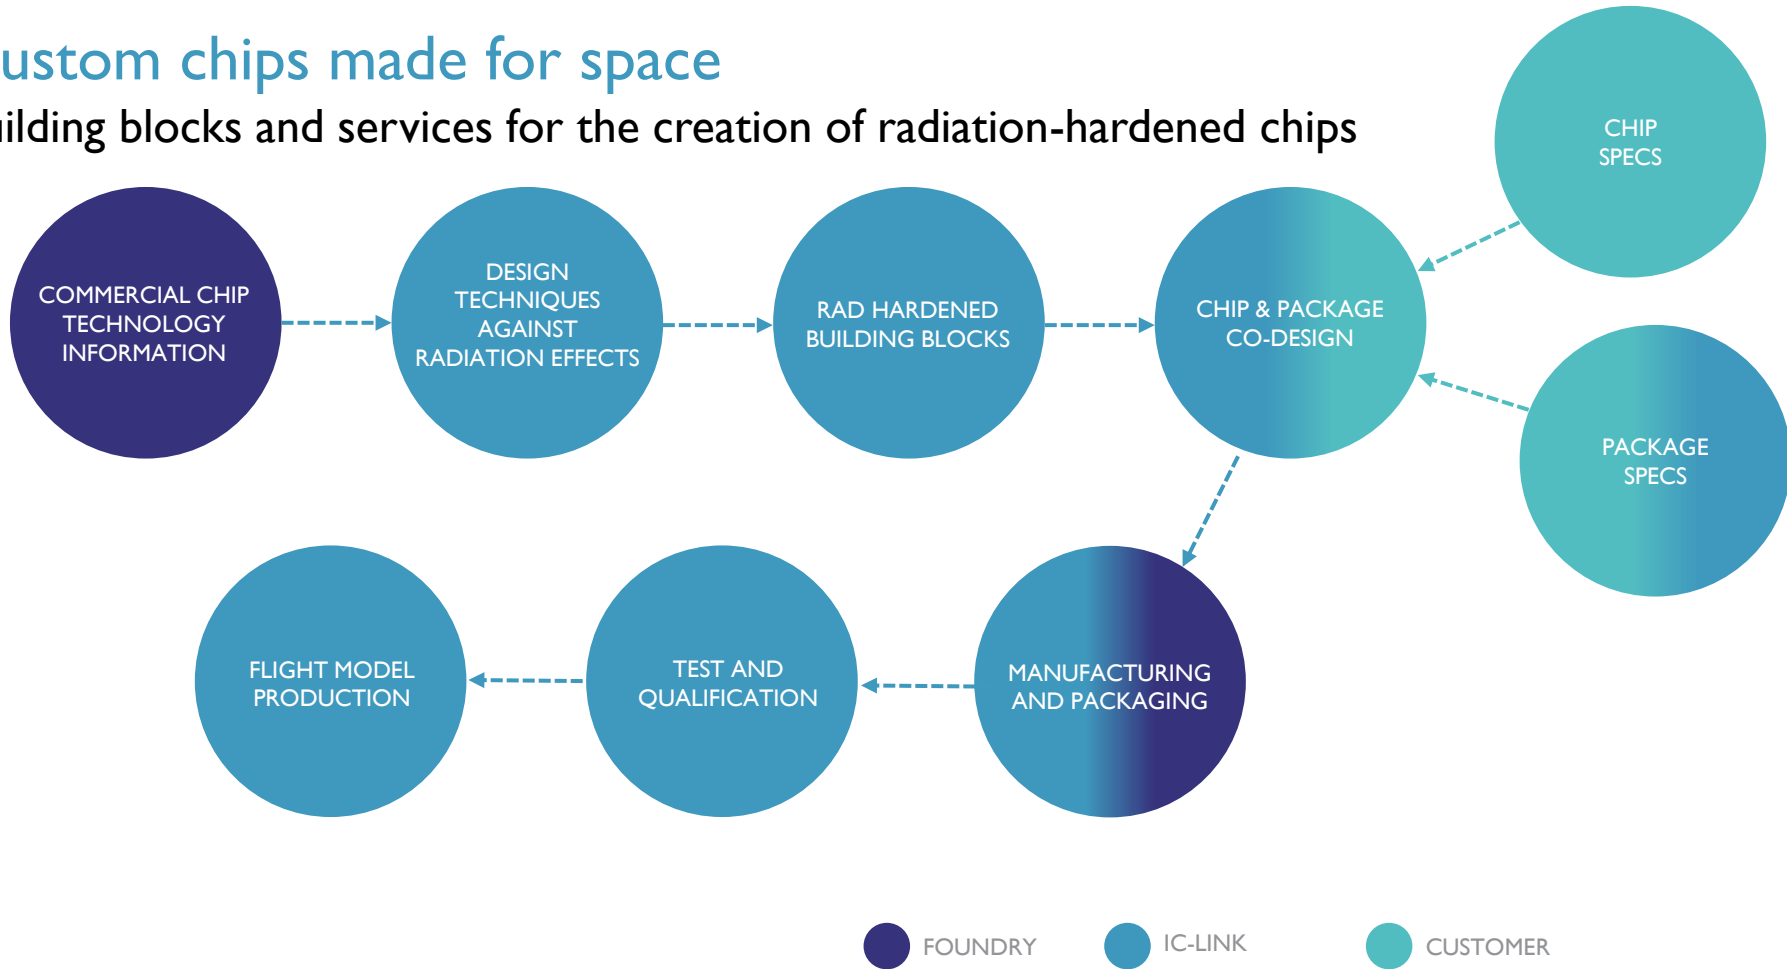 ustom chips made for space
uilding blocks and services for the creation of radiation-hardened chips
CHIP
SPECS
COMMERCIAL CHIP
TECHNOLOGY
INFORMATION
DESIGN
TECHNIQUES
AGAINST
RADIATION EFFECTS
RAD HARDENED
BUILDING BLOCKS
CHIP & PACKAGE
CO-DESIGN
PACKAGE
SPECS
FLIGHT MODEL
PRODUCTION
TEST AND
QUALIFICATION
MANUFACTURING
AND PACKAGING
FOUNDRY
IC-LINK
CUSTOMER